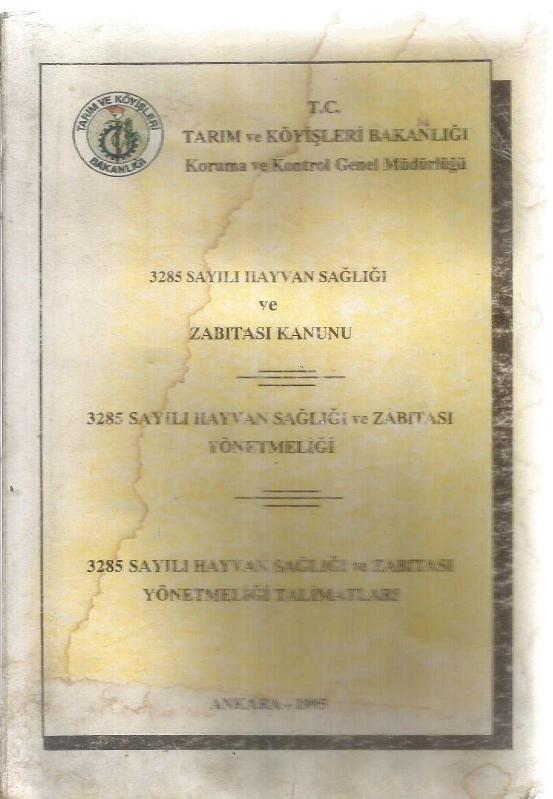 TARIM VE KÖYİŞLERİ
BAKANLIĞI
T.C.
TARIM ve KÖYİŞLERİ BAKANLIĞI
Koruma ve Kontrol Genel Müdürlüğü
3285 SAYILI HAYVAN SAĞLIĞI
ve
ZABITASI KANUNU
3285 SAYILI HAYVAN SAĞLIĞI ve ZABITASI
YÖNETMELİĞİ
3285 SAYILI HAYVAN SAĞLIĞI ve ZABITASI
YÖNETMELİĞİ TALİMATLARI
ANKARA - 1995